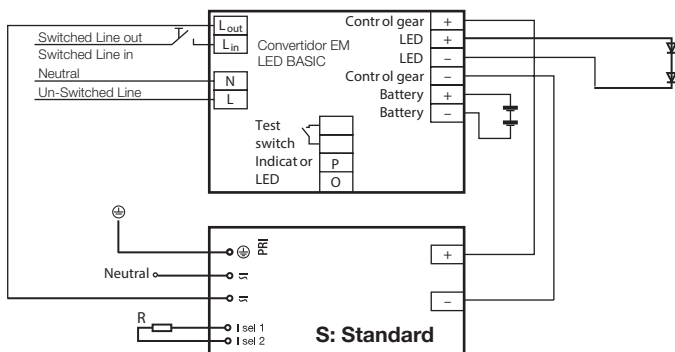 Switched Line out
Switched Line in
Neutral
Un-Switched Line
Lout
Lin
N
L
Convertidor EM
LED BASIC
Control gear +
LED +
LED –
Control gear –
Battery +
Battery –
Test
switch
Indicator
LED
P
O
PRI
Neutral
R
I sel 1
I sel 2
+
–
S: Standard